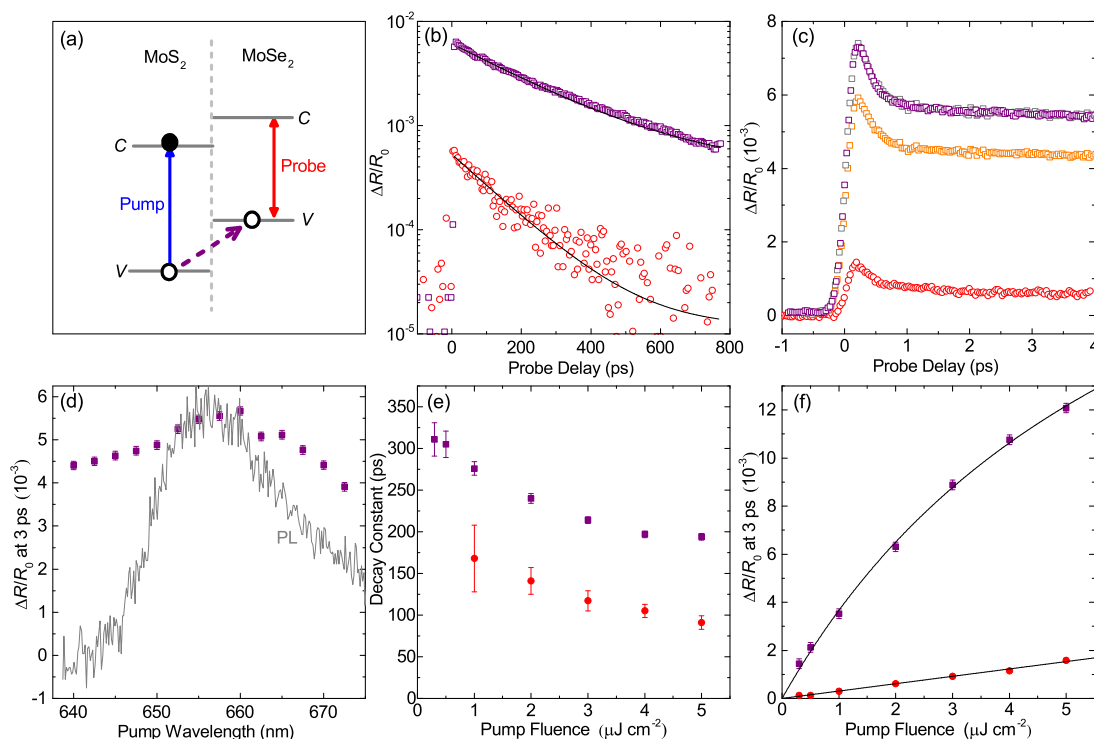 (a)
MoS2
MoSe2
C
C
Pump
Probe
V
V
(b)
10-2
10-3
10-4
10-5
ΔR/R0
0
200
400
600
800
Probe Delay (ps)
(c)
8
6
4
2
0
ΔR/R0 (10-3)
-1
0
1
2
3
4
Probe Delay (ps)
(d)
6
5
4
3
2
1
0
-1
ΔR/R0 at 3 ps (10-3)
PL
640
650
660
670
Pump Wavelength (nm)
(e)
350
300
250
200
150
100
50
0
Decay Constant (ps)
0
1
2
3
4
5
Pump Fluence (μJ cm-2)
(f)
12
10
8
6
4
2
0
ΔR/R0 at 3 ps (10-3)
0
1
2
3
4
5
Pump Fluence (μJ cm-2)